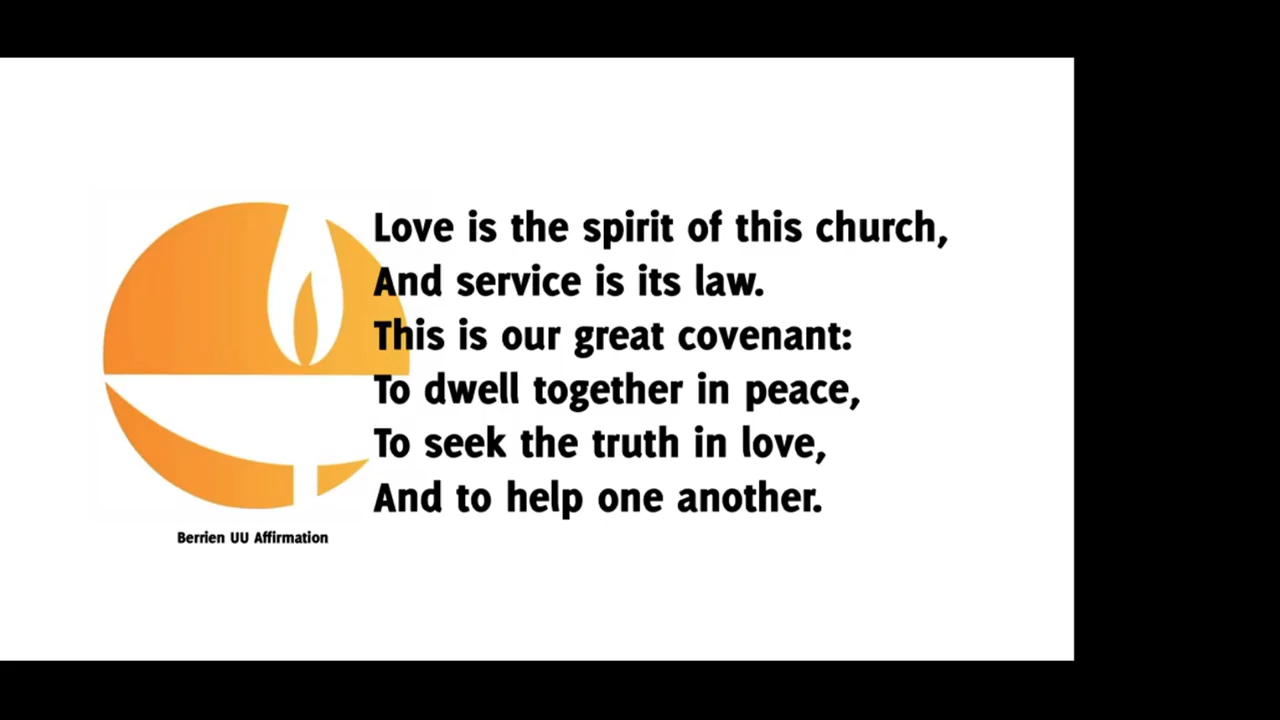 Love is the spirit of this church,
And service is its law.
This is our great covenant:
To dwell together in peace,
To seek the truth in love,
And to help one another.
Berrien UU Affirmation